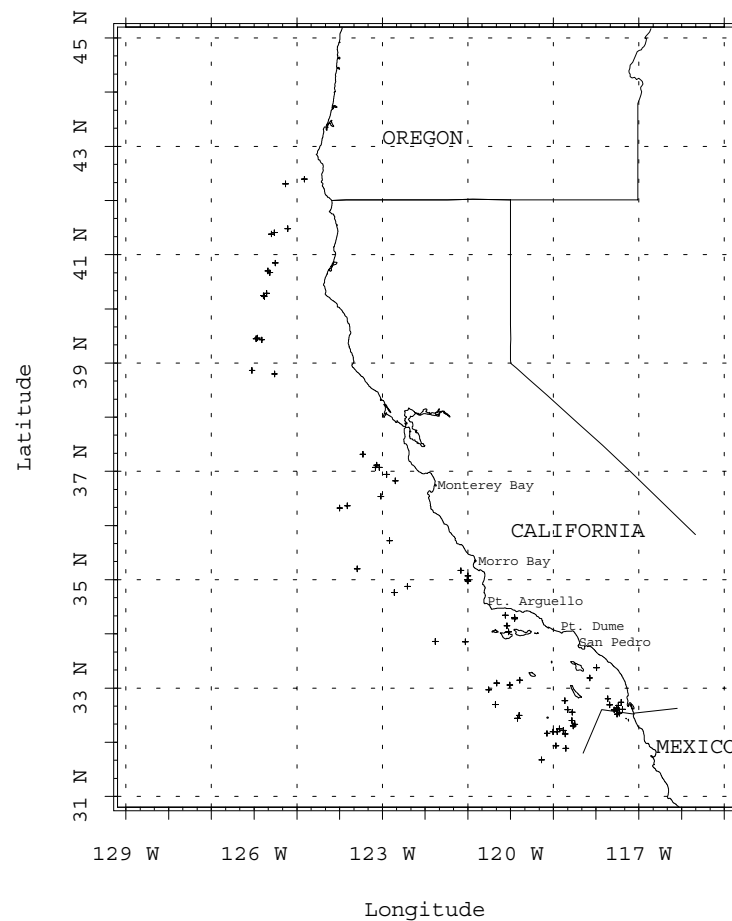 45 N
43 N
41 N
39 N
37 N
35 N
33 N
31 N
Latitude
OREGON
Monterey Bay
CALIFORNIA
Morro Bay
Pt. Arguello
Pt. Dume
San Pedro
MEXICO
129 W
126 W
123 W
120 W
117 W
Longitude